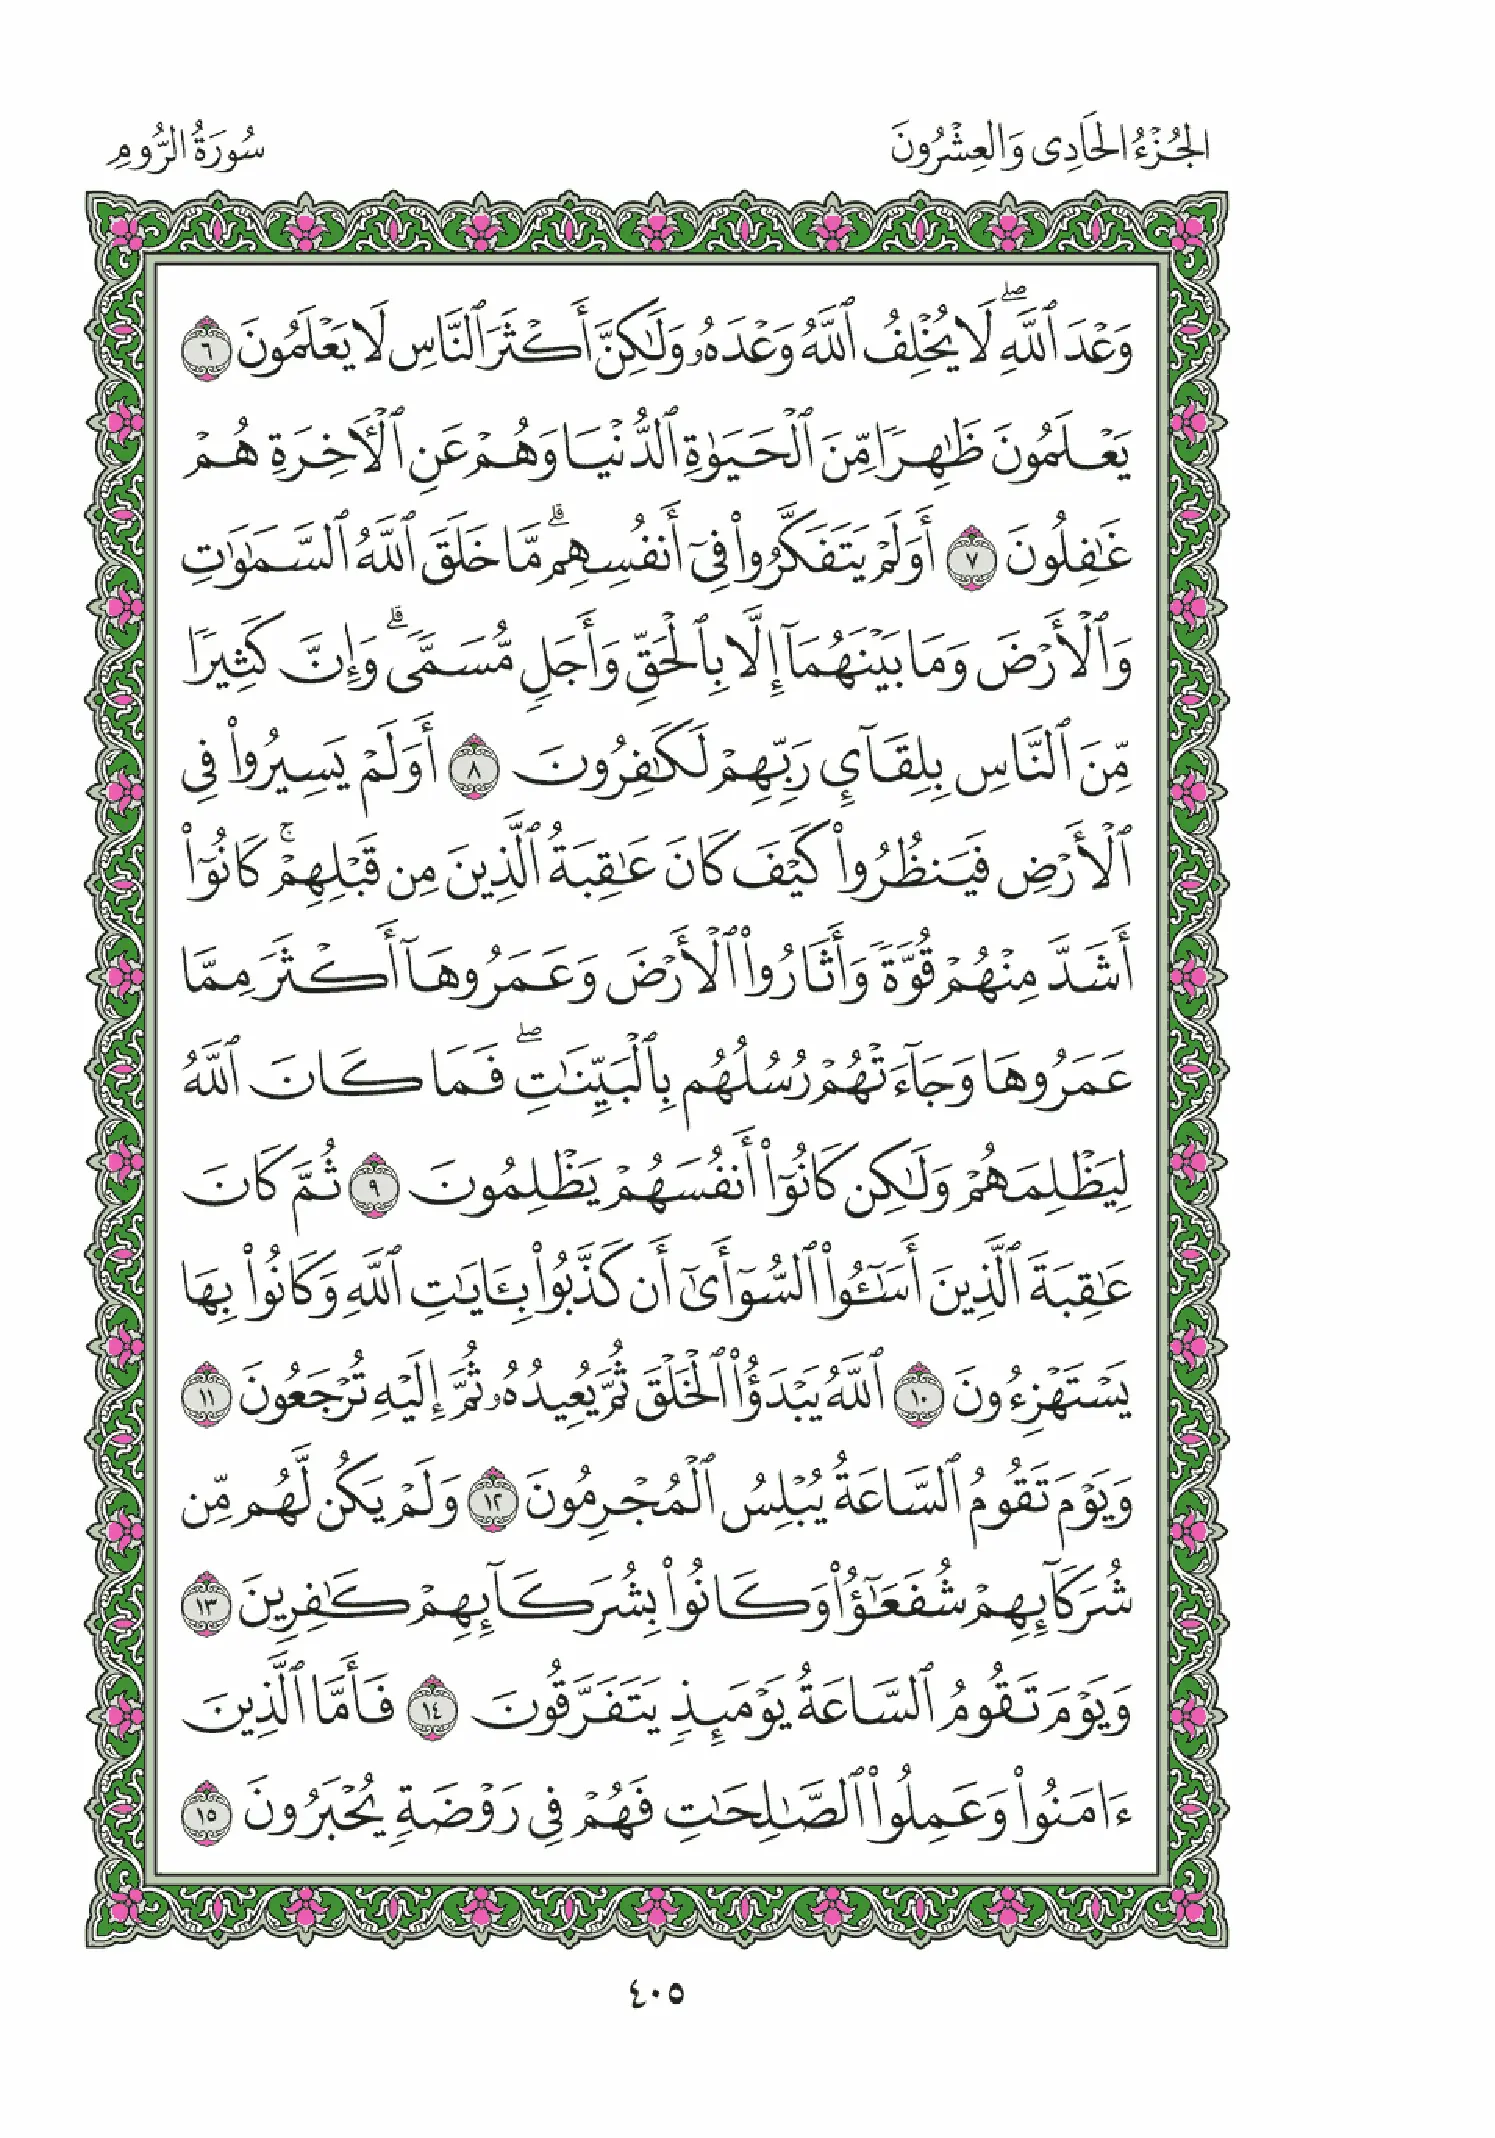 الجُزْءُ الحَادِى وَالعِشْرُونَ
سُورَةُ الرُّومِ
وَعْدَ ٱللَّهِۖ لَا يُخْلِفُ ٱللَّهُ وَعْدَهُۥ وَلَٰكِنَّ أَكْثَرَ ٱلنَّاسِ لَا يَعْلَمُونَ ٦
يَعْلَمُونَ ظَٰهِرًا مِّنَ ٱلْحَيَوٰةِ ٱلدُّنْيَا وَهُمْ عَنِ ٱلْأَخِرَةِ هُمْ
غَٰفِلُونَ ٧ أَوَلَمْ يَتَفَكَّرُوا۟ فِىٓ أَنفُسِهِمۗ مَّا خَلَقَ ٱللَّهُ ٱلسَّمَٰوَٰتِ
وَٱلْأَرْضَ وَمَا بَيْنَهُمَآ إِلَّا بِٱلْحَقِّ وَأَجَلٍ مُّسَمًّىۗ وَإِنَّ كَثِيرًا
مِّنَ ٱلنَّاسِ بِلِقَآئِ رَبِّهِمْ لَكَٰفِرُونَ ٨ أَوَلَمْ يَسِيرُوا۟ فِى
ٱلْأَرْضِ فَيَنظُرُوا۟ كَيْفَ كَانَ عَٰقِبَةُ ٱلَّذِينَ مِن قَبْلِهِمْۚ كَانُوٓا۟
أَشَدَّ مِنْهُمْ قُوَّةً وَأَثَارُوا۟ ٱلْأَرْضَ وَعَمَرُوهَآ أَكْثَرَ مِمَّا
عَمَرُوهَا وَجَآءَتْهُمْ رُسُلُهُم بِٱلْبَيِّنَٰتِۖ فَمَا كَانَ ٱللَّهُ
لِيَظْلِمَهُمْ وَلَٰكِن كَانُوٓا۟ أَنفُسَهُمْ يَظْلِمُونَ ٩ ثُمَّ كَانَ
عَٰقِبَةَ ٱلَّذِينَ أَسَٰٓـُٔوا۟ ٱلسُّوٓأَىٰٓ أَن كَذَّبُوا۟ بِـَٔايَٰتِ ٱللَّهِ وَكَانُوا۟ بِهَا
يَسْتَهْزِءُونَ ١٠ ٱللَّهُ يَبْدَؤُا۟ ٱلْخَلْقَ ثُمَّ يُعِيدُهُۥ ثُمَّ إِلَيْهِ تُرْجَعُونَ ١١
وَيَوْمَ تَقُومُ ٱلسَّاعَةُ يُبْلِسُ ٱلْمُجْرِمُونَ ١٢ وَلَمْ يَكُن لَّهُم مِّن
شُرَكَآئِهِمْ شُفَعَٰٓؤُا۟ وَكَانُوا۟ بِشُرَكَآئِهِمْ كَٰفِرِينَ ١٣
وَيَوْمَ تَقُومُ ٱلسَّاعَةُ يَوْمَئِذٍ يَتَفَرَّقُونَ ١٤ فَأَمَّا ٱلَّذِينَ
ءَامَنُوا۟ وَعَمِلُوا۟ ٱلصَّٰلِحَٰتِ فَهُمْ فِى رَوْضَةٍ يُحْبَرُونَ ١٥
٤٠٥